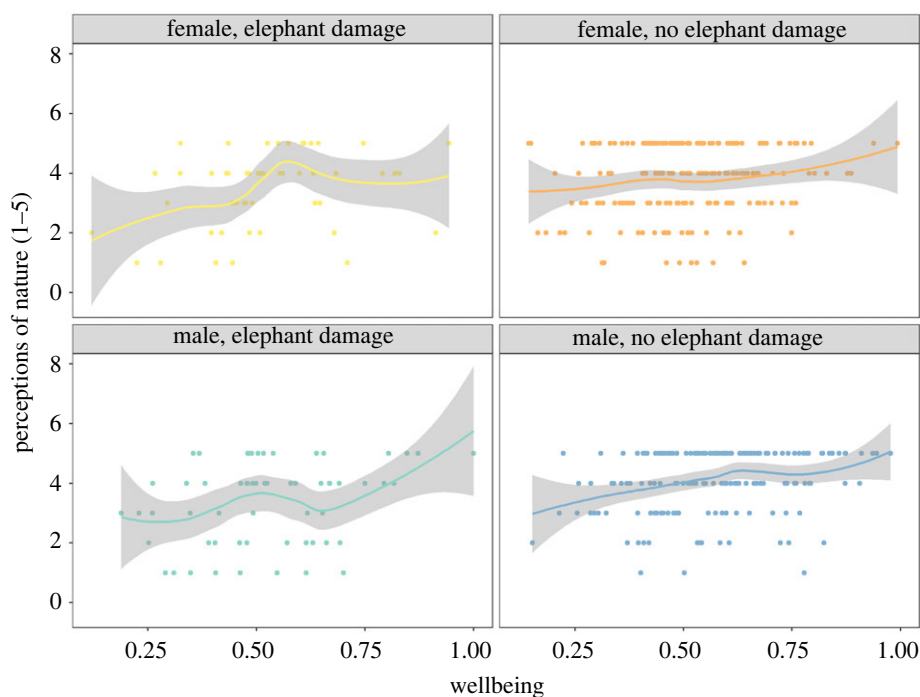 female, elephant damage
female, no elephant damage
8
6
4
2
0
male, elephant damage
male, no elephant damage
8
6
4
2
0
perceptions of nature (1–5)
0.25 0.50 0.75 1.00
0.25 0.50 0.75 1.00
wellbeing